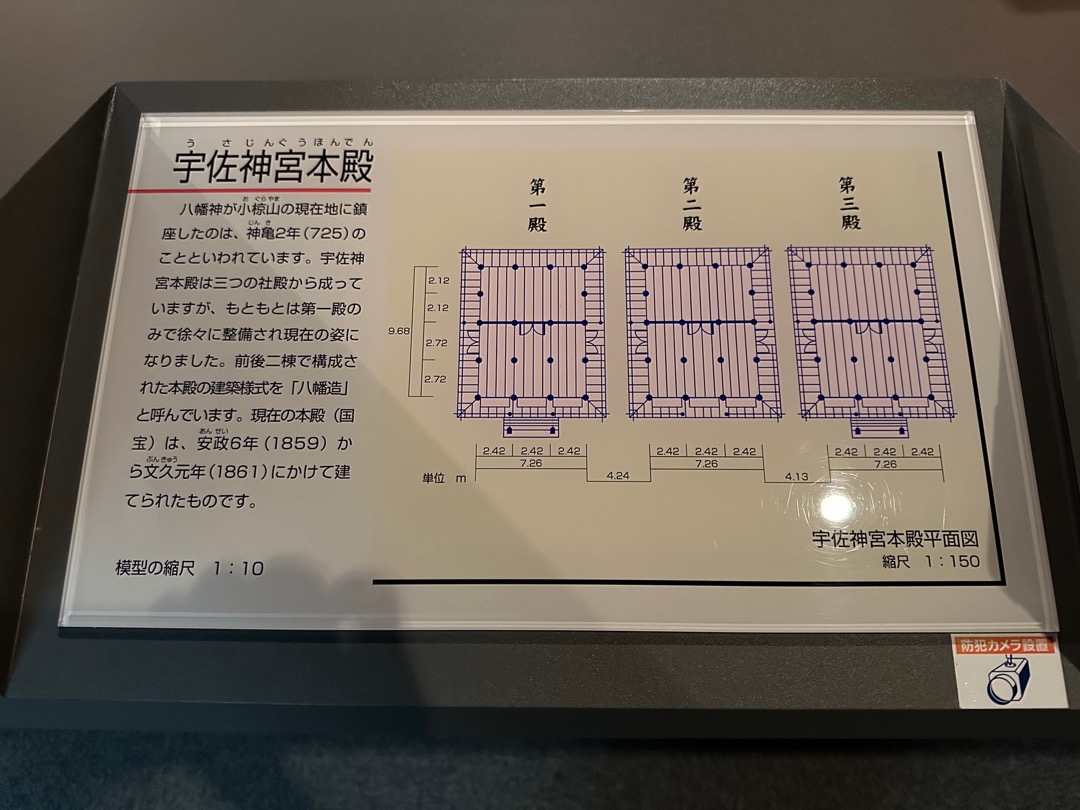 うさじんぐうほんでん
宇佐神宮本殿
八幡神が小椋山の現在地に鎮
おぐらやま
座したのは、神亀2年(725)の
じんき
ことといわれています。宇佐神
宮本殿は三つの社殿から成って
いますが、もともとは第一殿の
みで徐々に整備され現在の姿に
なりました。前後二棟で構成さ
れた本殿の建築様式を「八幡造」
と呼んでいます。現在の本殿(国
宝)は、安政6年(1859)か
あんせい
ら文久元年(1861)にかけて建
ぶんきゅう
てられたものです。
模型の縮尺 1:10
第一殿
第二殿
第三殿
2.12
2.12
9.68
2.72
2.72
2.42 2.42 2.42
7.26
4.24
2.42 2.42 2.42
7.26
4.13
2.42 2.42 2.42
7.26
単位 m
宇佐神宮本殿平面図
縮尺 1:150
防犯カメラ設置